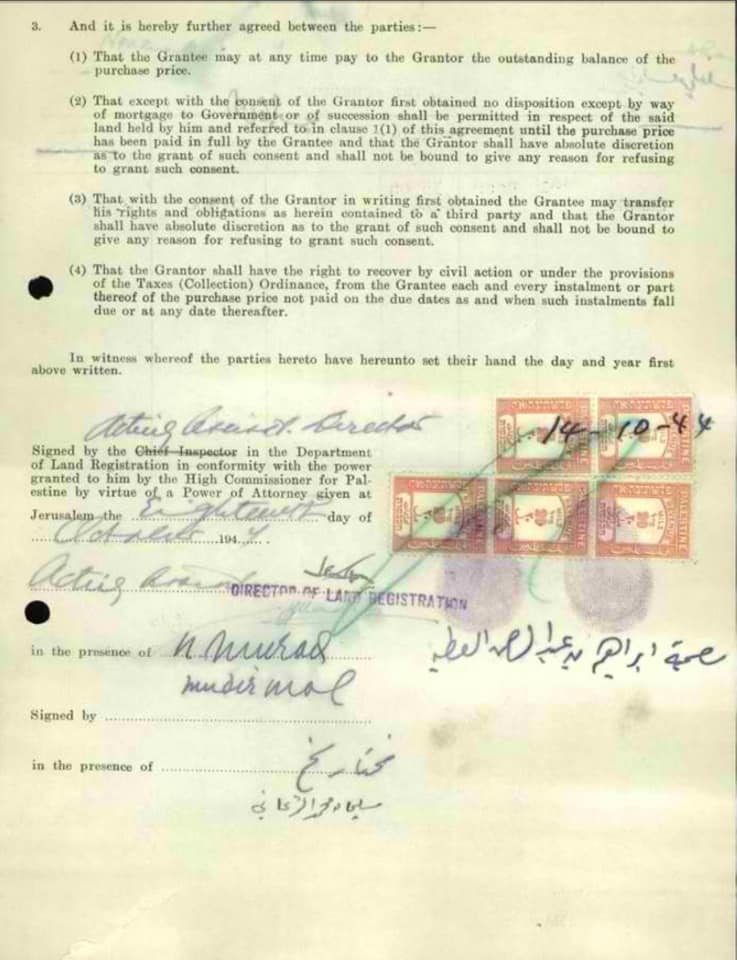 3. And it is hereby further agreed between the parties:—
(1) That the Grantee may at any time pay to the Grantor the outstanding balance of the
purchase price.
(2) That except with the consent of the Grantor first obtained no disposition except by way
of mortgage to Government or of succession shall be permitted in respect of the said
land held by him and referred to in clause 1(1) of this agreement until the purchase price
has been paid in full by the Grantee and that the Grantor shall have absolute discretion
as to the grant of such consent and shall not be bound to give any reason for refusing
to grant such consent.
(3) That with the consent of the Grantor in writing first obtained the Grantee may transfer
his rights and obligations as herein contained to a third party and that the Grantor
shall have absolute discretion as to the grant of such consent and shall not be bound to
give any reason for refusing to grant such consent.
(4) That the Grantor shall have the right to recover by civil action or under the provisions
of the Taxes (Collection) Ordinance, from the Grantee each and every instalment or part
thereof of the purchase price not paid on the due dates as and when such instalments fall
due or at any date thereafter.
In witness whereof the parties hereto have hereunto set their hand the day and year first
above written.
Acting Assist. Director
14-10-44
Signed by the Chief Inspector in the Department
of Land Registration in conformity with the power
granted to him by the High Commissioner for Pal-
estine by virtue of a Power of Attorney given at
Jerusalem the Eighteenth day of
October 194
PALESTINE
MILS
Acting
DIRECTOR OF LAND REGISTRATION
in the presence of N. Murad
Mudir Mal
ابراهيم
Signed by
in the presence of مختار